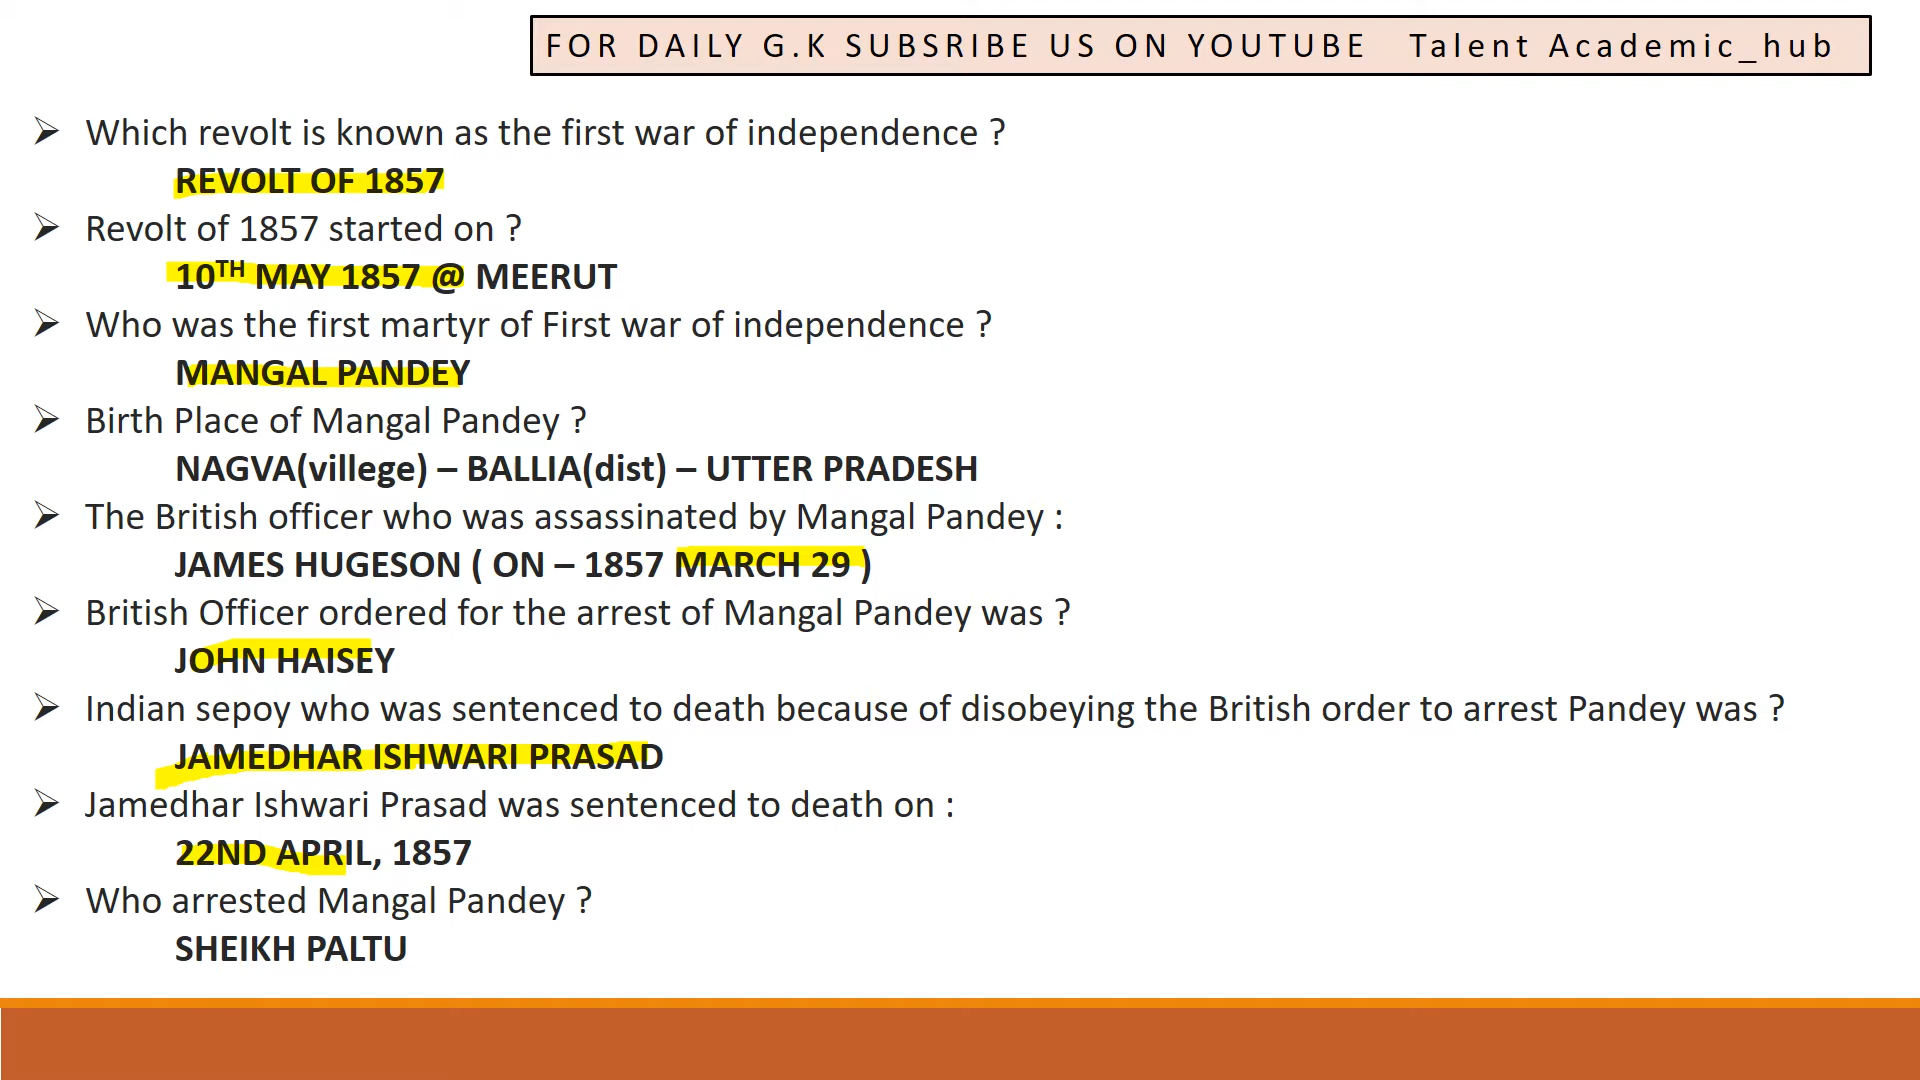 FOR DAILY G.K SUBSRIBE US ON YOUTUBE Talent Academic_hub
➢ Which revolt is known as the first war of independence ?
REVOLT OF 1857
➢ Revolt of 1857 started on ?
10TH MAY 1857 @ MEERUT
➢ Who was the first martyr of First war of independence ?
MANGAL PANDEY
➢ Birth Place of Mangal Pandey ?
NAGVA(villege) – BALLIA(dist) – UTTER PRADESH
➢ The British officer who was assassinated by Mangal Pandey :
JAMES HUGESON ( ON – 1857 MARCH 29 )
➢ British Officer ordered for the arrest of Mangal Pandey was ?
JOHN HAISEY
➢ Indian sepoy who was sentenced to death because of disobeying the British order to arrest Pandey was ?
JAMEDHAR ISHWARI PRASAD
➢ Jamedhar Ishwari Prasad was sentenced to death on :
22ND APRIL, 1857
➢ Who arrested Mangal Pandey ?
SHEIKH PALTU